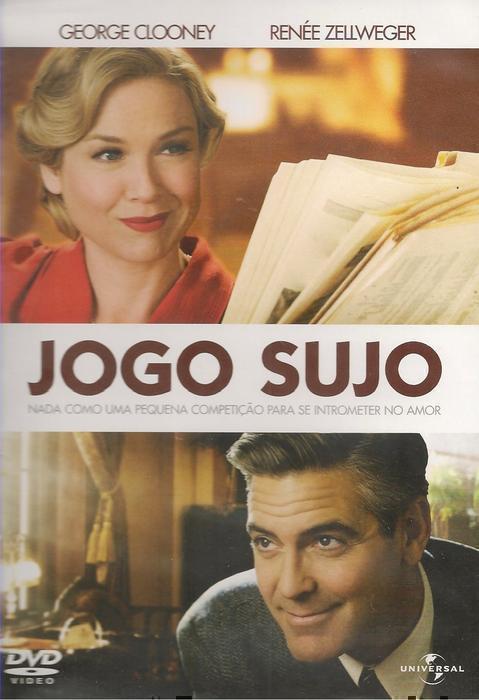 GEORGE CLOONEY RENÉE ZELLWEGER
JOGO SUJO
NADA COMO UMA PEQUENA COMPETIÇÃO PARA SE INTROMETER NO AMOR
DVD
VIDEO
UNIVERSAL